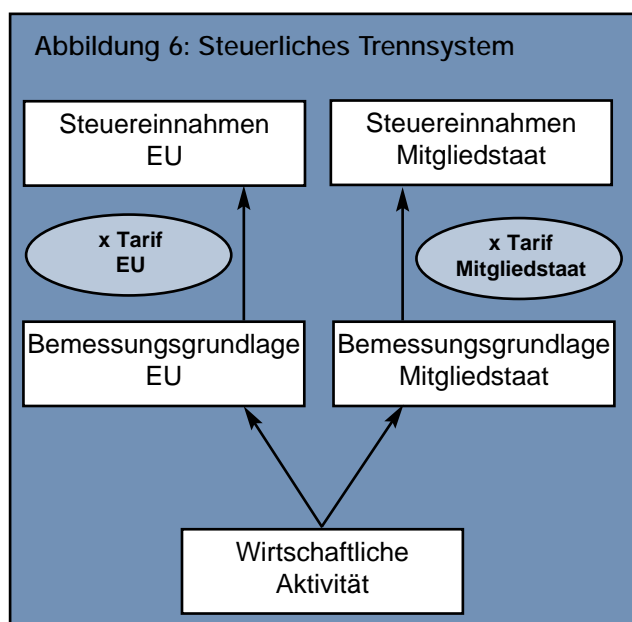 Abbildung 6: Steuerliches Trennsystem
Steuereinnahmen
EU
Steuereinnahmen
Mitgliedstaat
x Tarif
EU
x Tarif
Mitgliedstaat
Bemessungsgrundlage
EU
Bemessungsgrundlage
Mitgliedstaat
Wirtschaftliche
Aktivität